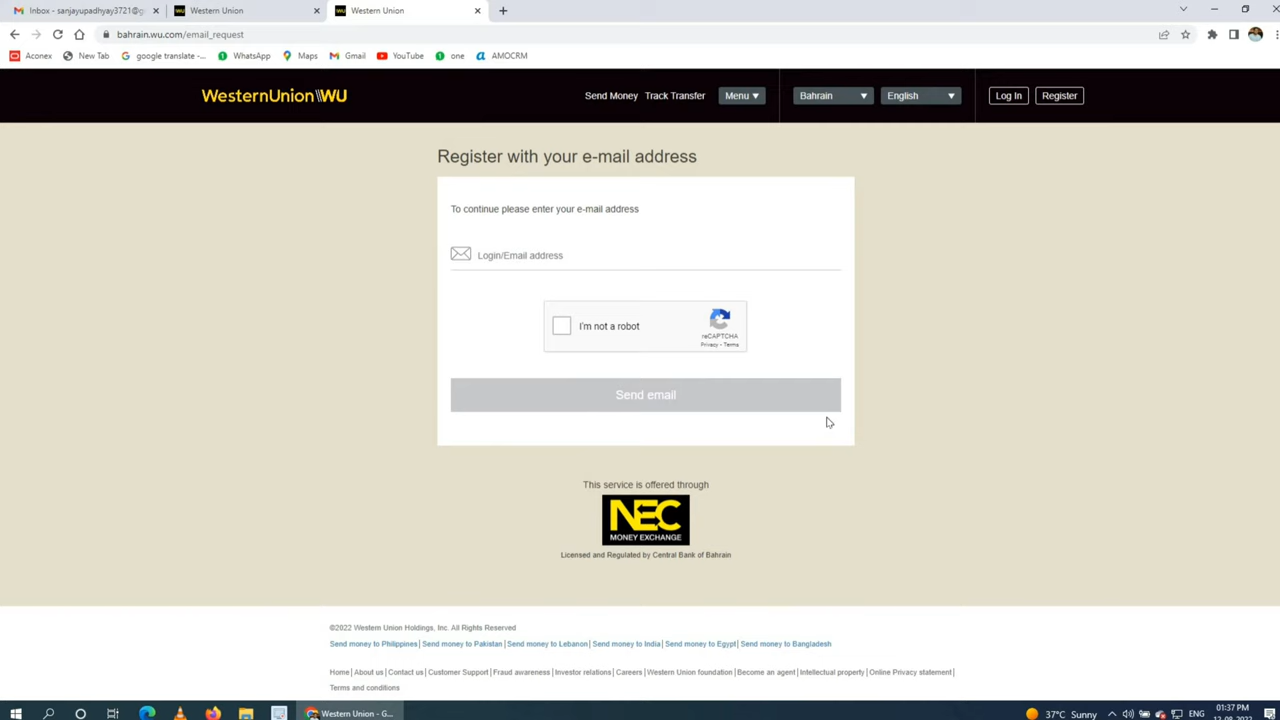 Inbox - sanjayupadhyay3721@g
Western Union
Western Union
bahrain.wu.com/email_request
Aconex
New Tab
google translate -...
WhatsApp
Maps
Gmail
YouTube
one
AMOCRM
WesternUnion WU
Send Money
Track Transfer
Menu
Bahrain
English
Log In
Register
Register with your e-mail address
To continue please enter your e-mail address
Login/Email address
I'm not a robot
reCAPTCHA
Privacy - Terms
Send email
This service is offered through
NEC
MONEY EXCHANGE
Licensed and Regulated by Central Bank of Bahrain
©2022 Western Union Holdings, Inc. All Rights Reserved
Send money to Philippines | Send money to Pakistan | Send money to Lebanon | Send money to India | Send money to Egypt | Send money to Bangladesh
Home | About us | Contact us | Customer Support | Fraud awareness | Investor relations | Careers | Western Union foundation | Become an agent | Intellectual property | Online Privacy statement |
Terms and conditions
Western Union - G...
37°C Sunny
ENG
01:37 PM
13-08-2022